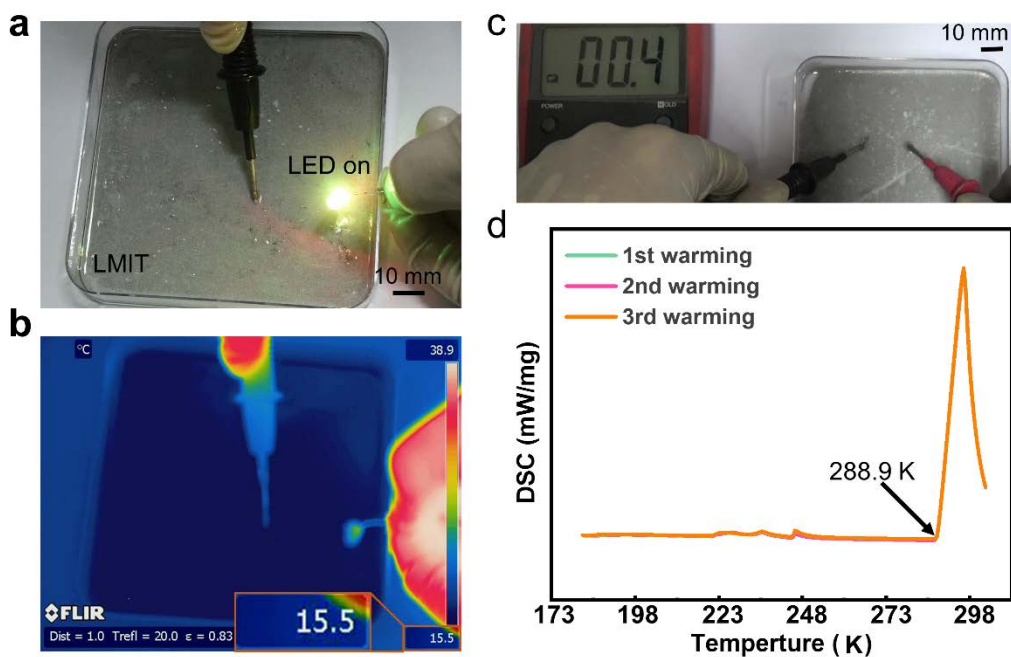 a
LED on
LMIT
10 mm
b
°C
38.9
FLIR
Dist = 1.0 Trefl = 20.0 ε = 0.83
15.5
15.5
c
10 mm
00.4
POWER
HOLD
d
1st warming
2nd warming
3rd warming
288.9 K
DSC (mW/mg)
173 198 223 248 273 298
Temperture ( K )